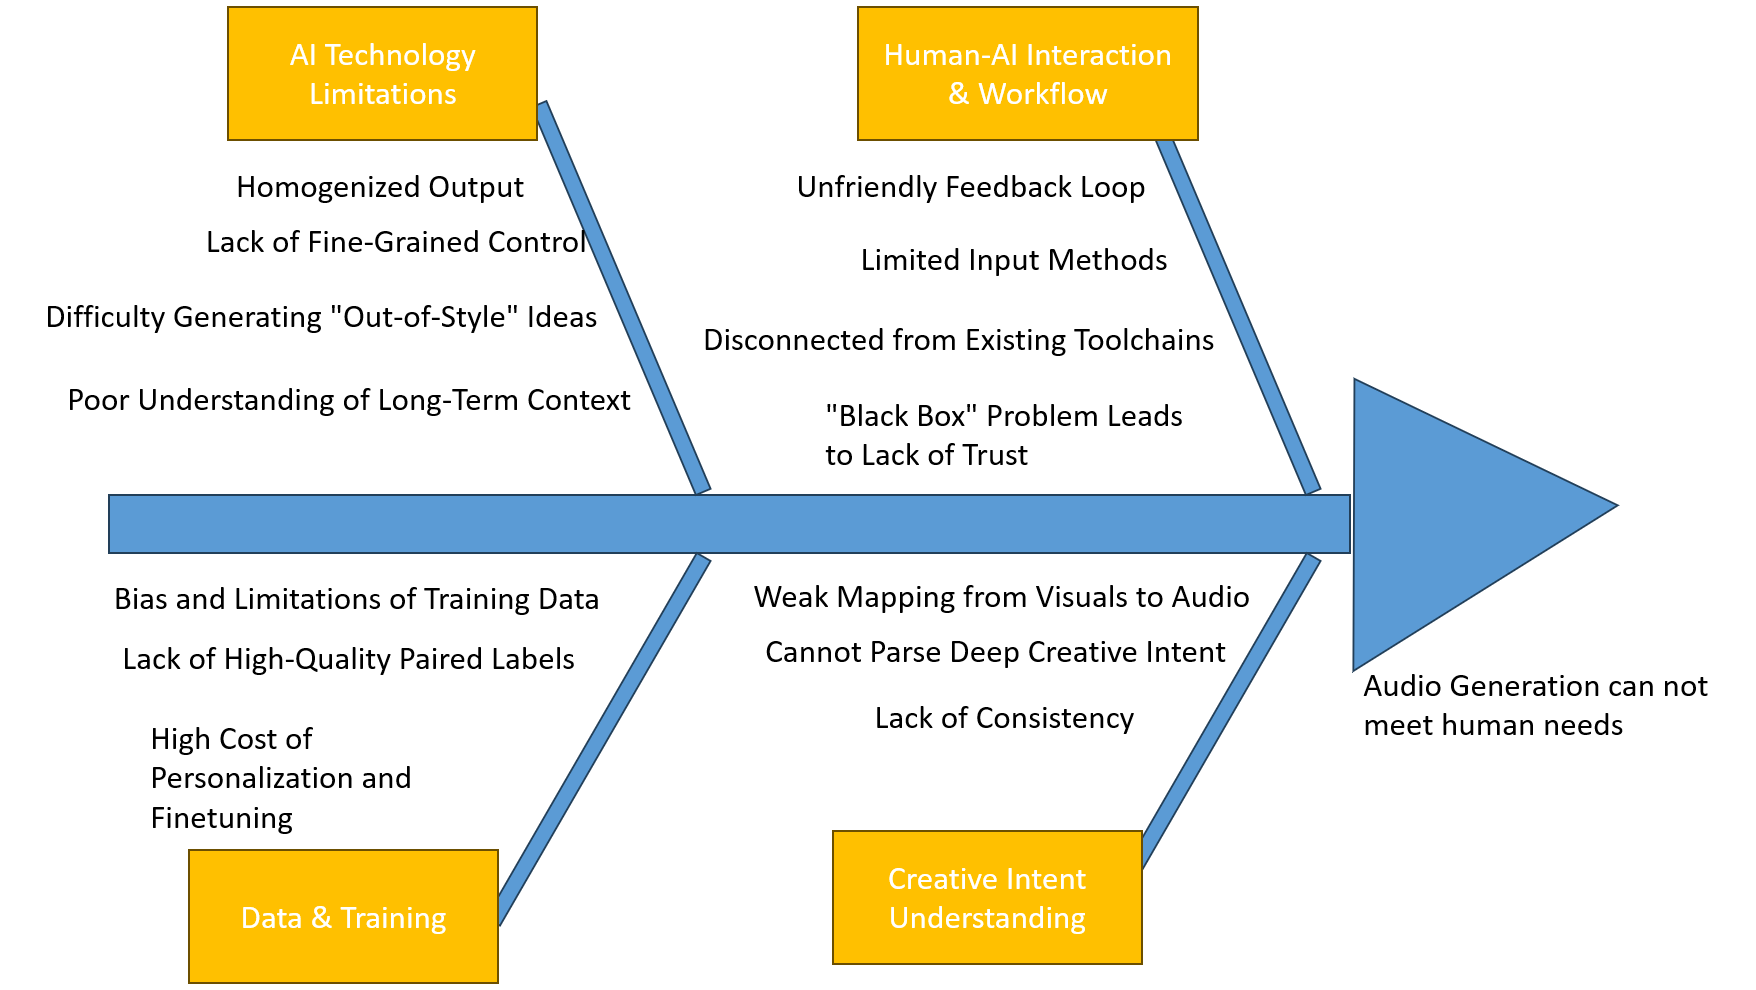 AI Technology
Limitations
Human-AI Interaction
& Workflow
Homogenized Output
Lack of Fine-Grained Control
Difficulty Generating "Out-of-Style" Ideas
Poor Understanding of Long-Term Context
Unfriendly Feedback Loop
Limited Input Methods
Disconnected from Existing Toolchains
"Black Box" Problem Leads
to Lack of Trust
Bias and Limitations of Training Data
Lack of High-Quality Paired Labels
High Cost of
Personalization and
Finetuning
Data & Training
Weak Mapping from Visuals to Audio
Cannot Parse Deep Creative Intent
Lack of Consistency
Creative Intent
Understanding
Audio Generation can not
meet human needs